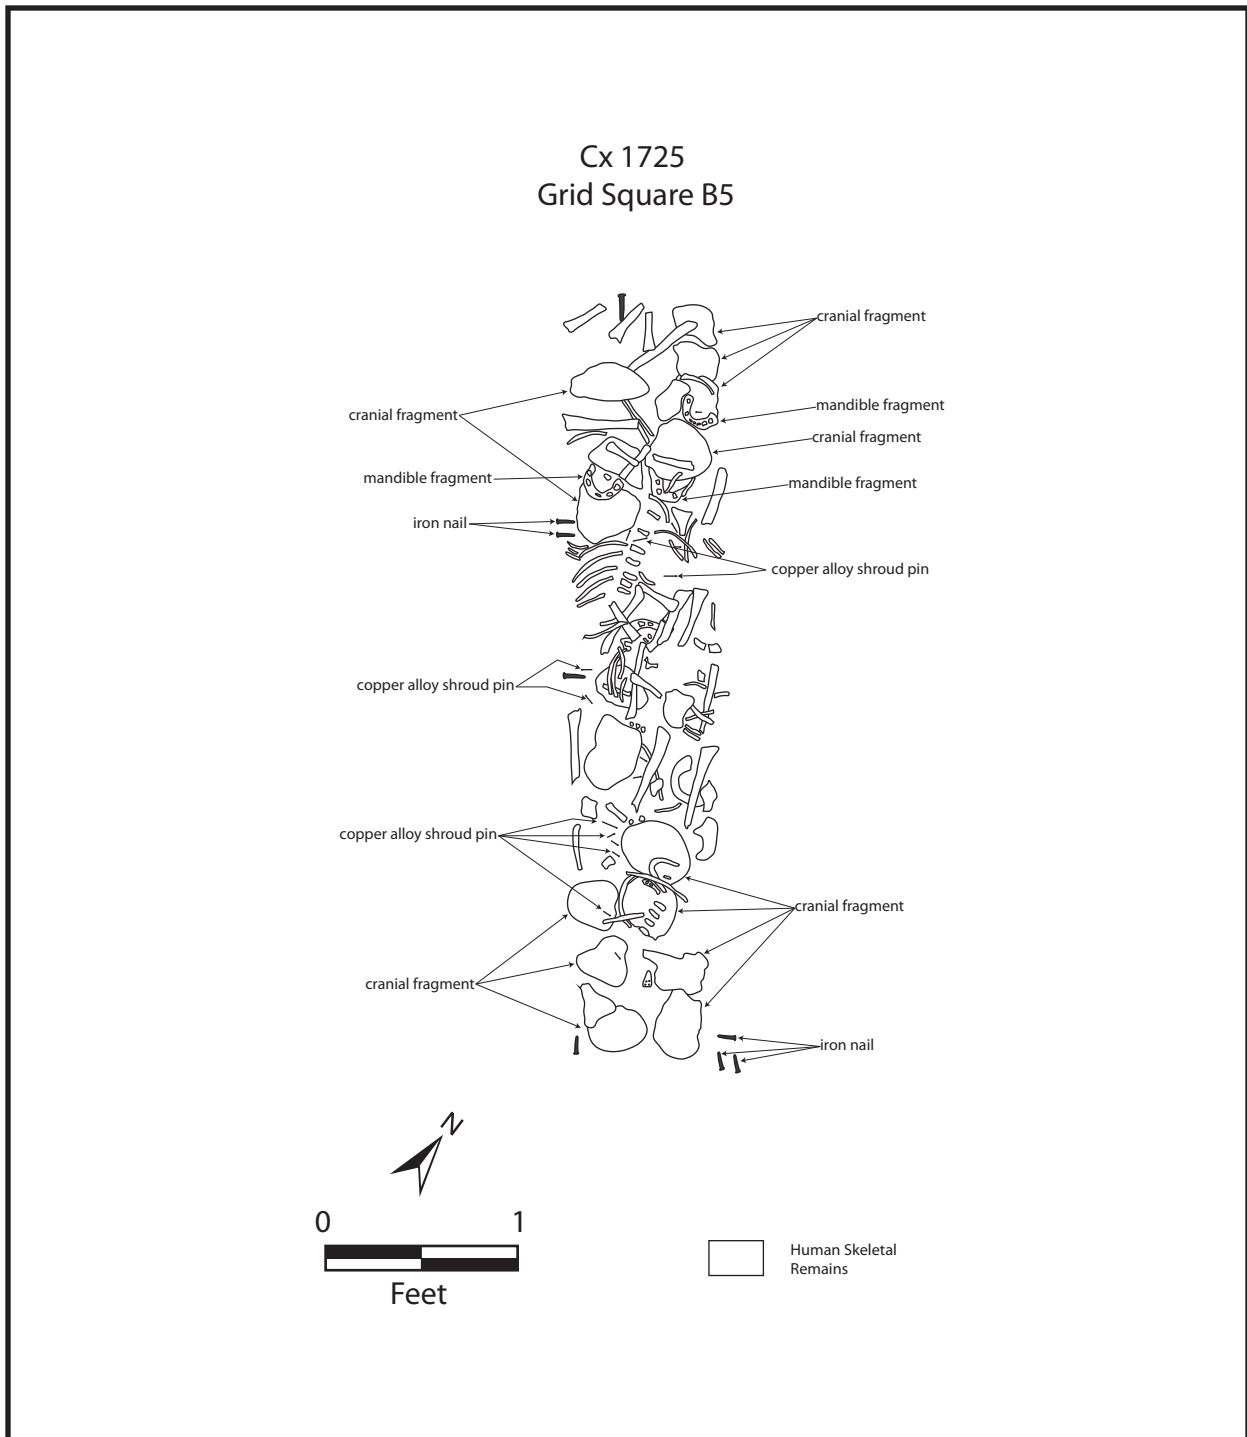 Cx 1725
Grid Square B5
cranial fragment
mandible fragment
cranial fragment
cranial fragment
mandible fragment
mandible fragment
iron nail
copper alloy shroud pin
copper alloy shroud pin
copper alloy shroud pin
cranial fragment
cranial fragment
iron nail
N
0 1
Feet
Human Skeletal
Remains